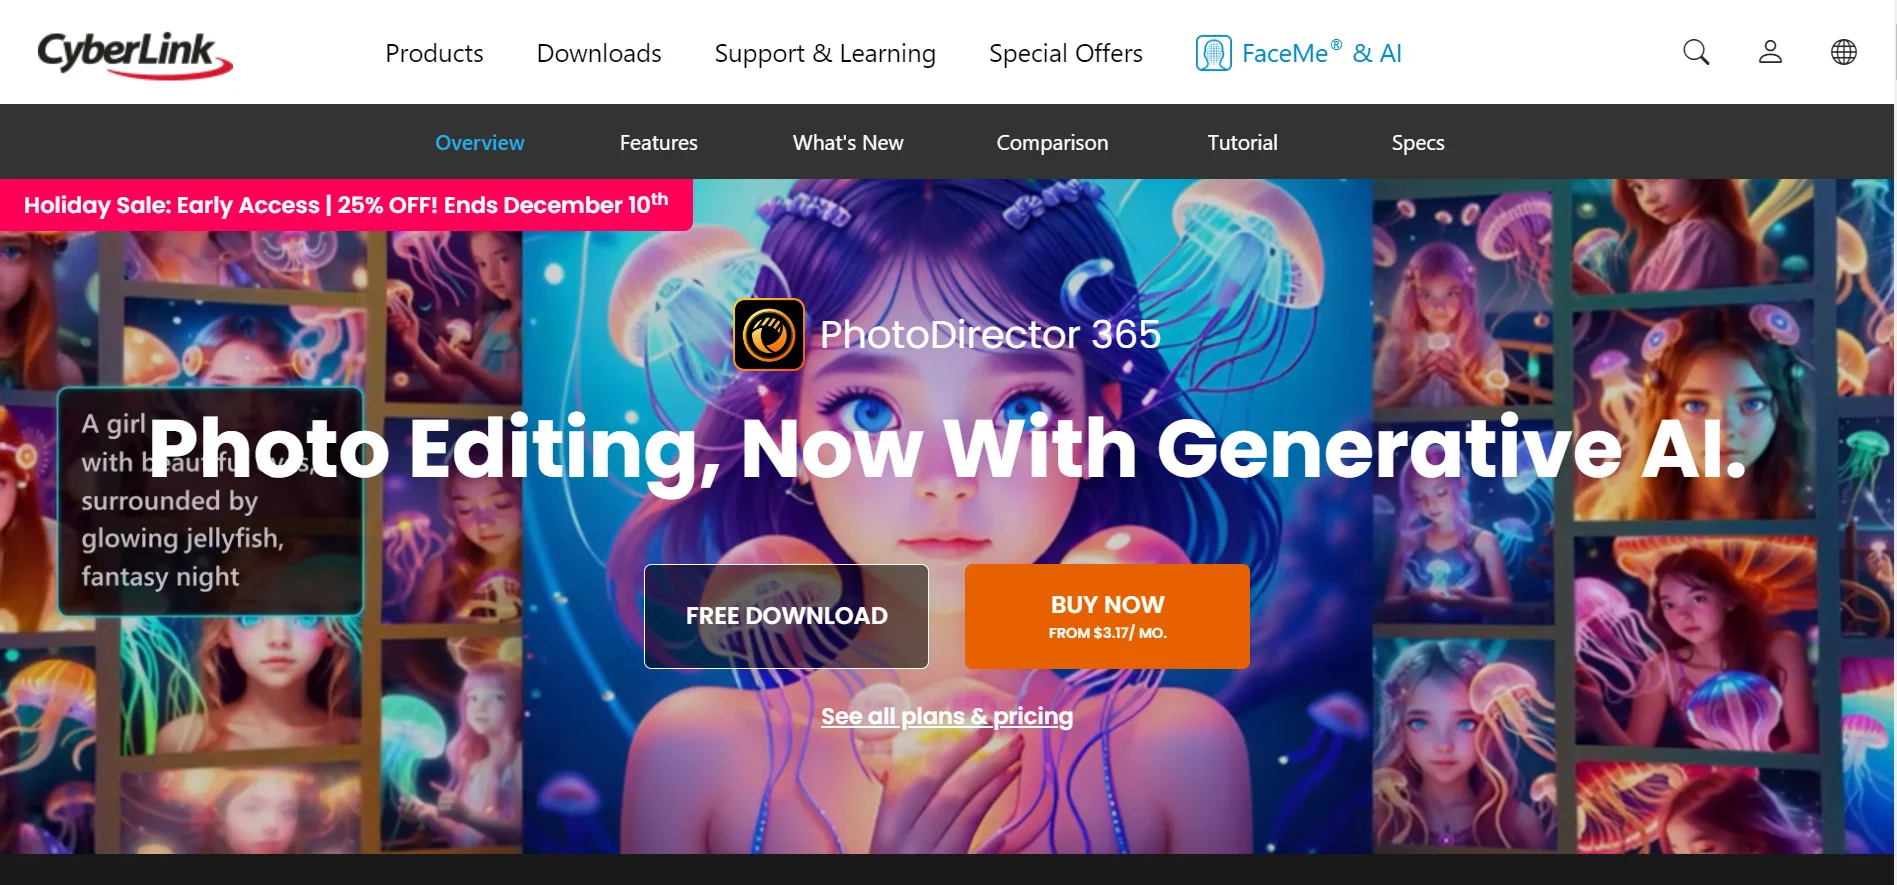 CyberLink
Products
Downloads
Support & Learning
Special Offers
FaceMe® & AI
Overview
Features
What's New
Comparison
Tutorial
Specs
Holiday Sale: Early Access | 25% OFF! Ends December 10th
PhotoDirector 365
Photo Editing, Now With Generative AI.
A girl
with beautiful eyes,
surrounded by
glowing jellyfish,
fantasy night
FREE DOWNLOAD
BUY NOW
FROM $3.17/ MO.
See all plans & pricing